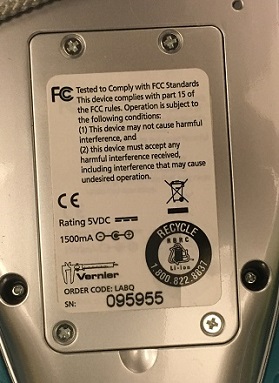 FC Tested to Comply with FCC Standards
This device complies with part 15 of
the FCC rules. Operation is subject to
the following conditions:
(1) This device may not cause harmful
interference, and
(2) this device must accept any
harmful interference received,
including interference that may cause
undesired operation.
CE
Rating 5VDC
1500mA
RECYCLE
RBRC
Li-Ion
1.800.822.8837
Vernier
ORDER CODE: LABQ
SN: 095955